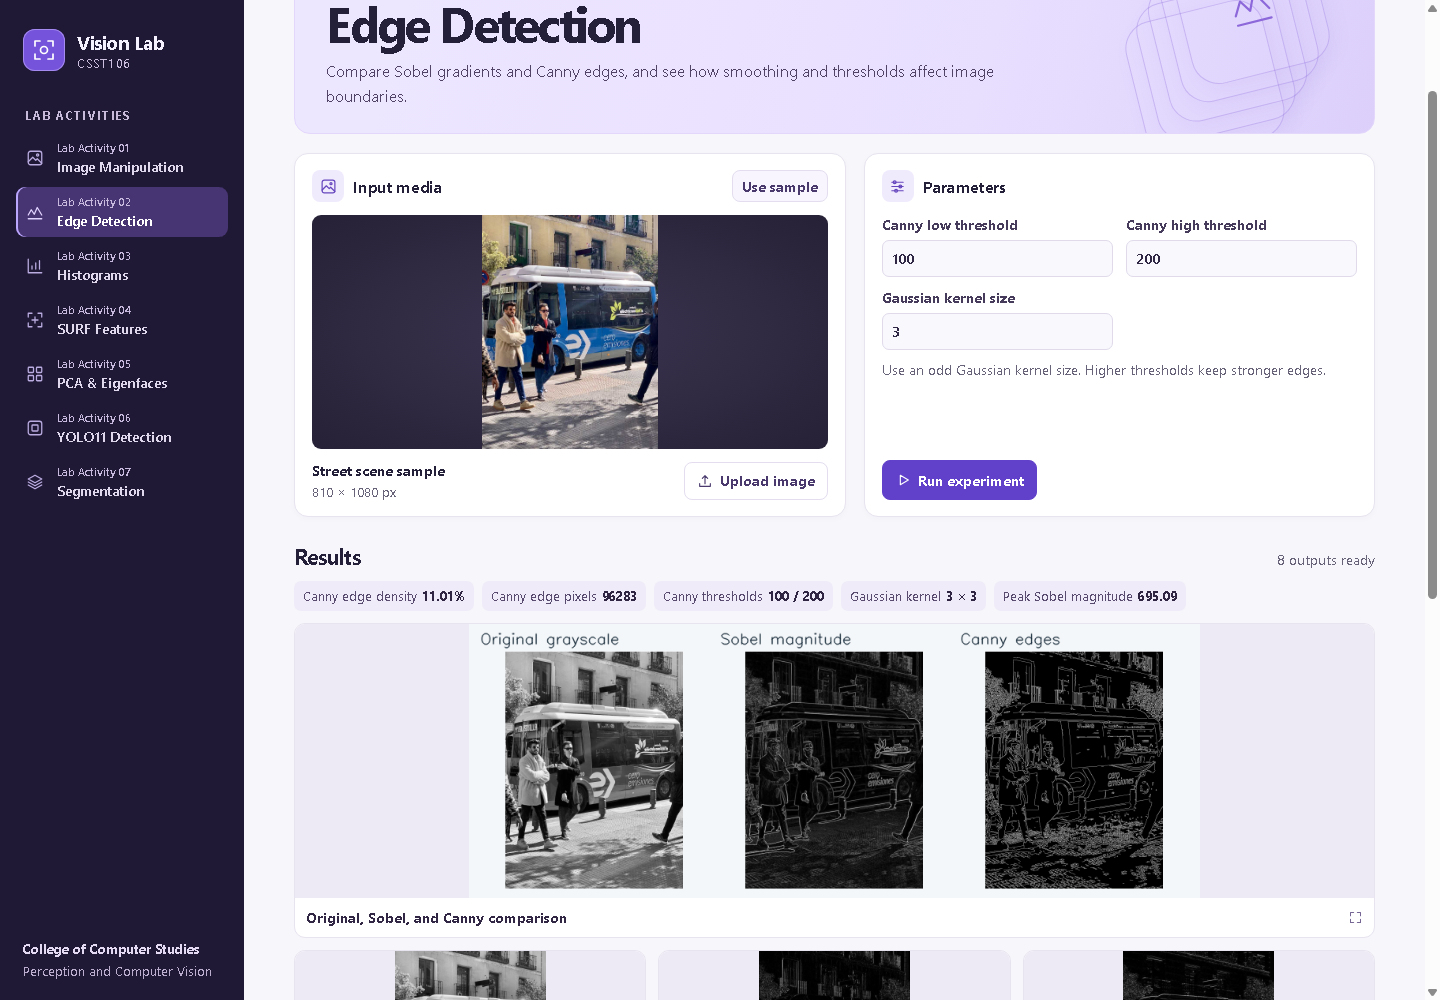 Vision Lab
CSST106
LAB ACTIVITIES
Lab Activity 01
Image Manipulation
Lab Activity 02
Edge Detection
Lab Activity 03
Histograms
Lab Activity 04
SURF Features
Lab Activity 05
PCA & Eigenfaces
Lab Activity 06
YOLO11 Detection
Lab Activity 07
Segmentation
College of Computer Studies
Perception and Computer Vision
Edge Detection
Compare Sobel gradients and Canny edges, and see how smoothing and thresholds affect image
boundaries.
Input media
Use sample
Street scene sample
810 × 1080 px
Upload image
Parameters
Canny low threshold
Canny high threshold
100
200
Gaussian kernel size
3
Use an odd Gaussian kernel size. Higher thresholds keep stronger edges.
Run experiment
Results
8 outputs ready
Canny edge density 11.01%
Canny edge pixels 96283
Canny thresholds 100 / 200
Gaussian kernel 3 × 3
Peak Sobel magnitude 695.09
Original grayscale
Sobel magnitude
Canny edges
cero
emisiones
cero
emisiones
cero
emisiones
Original, Sobel, and Canny comparison